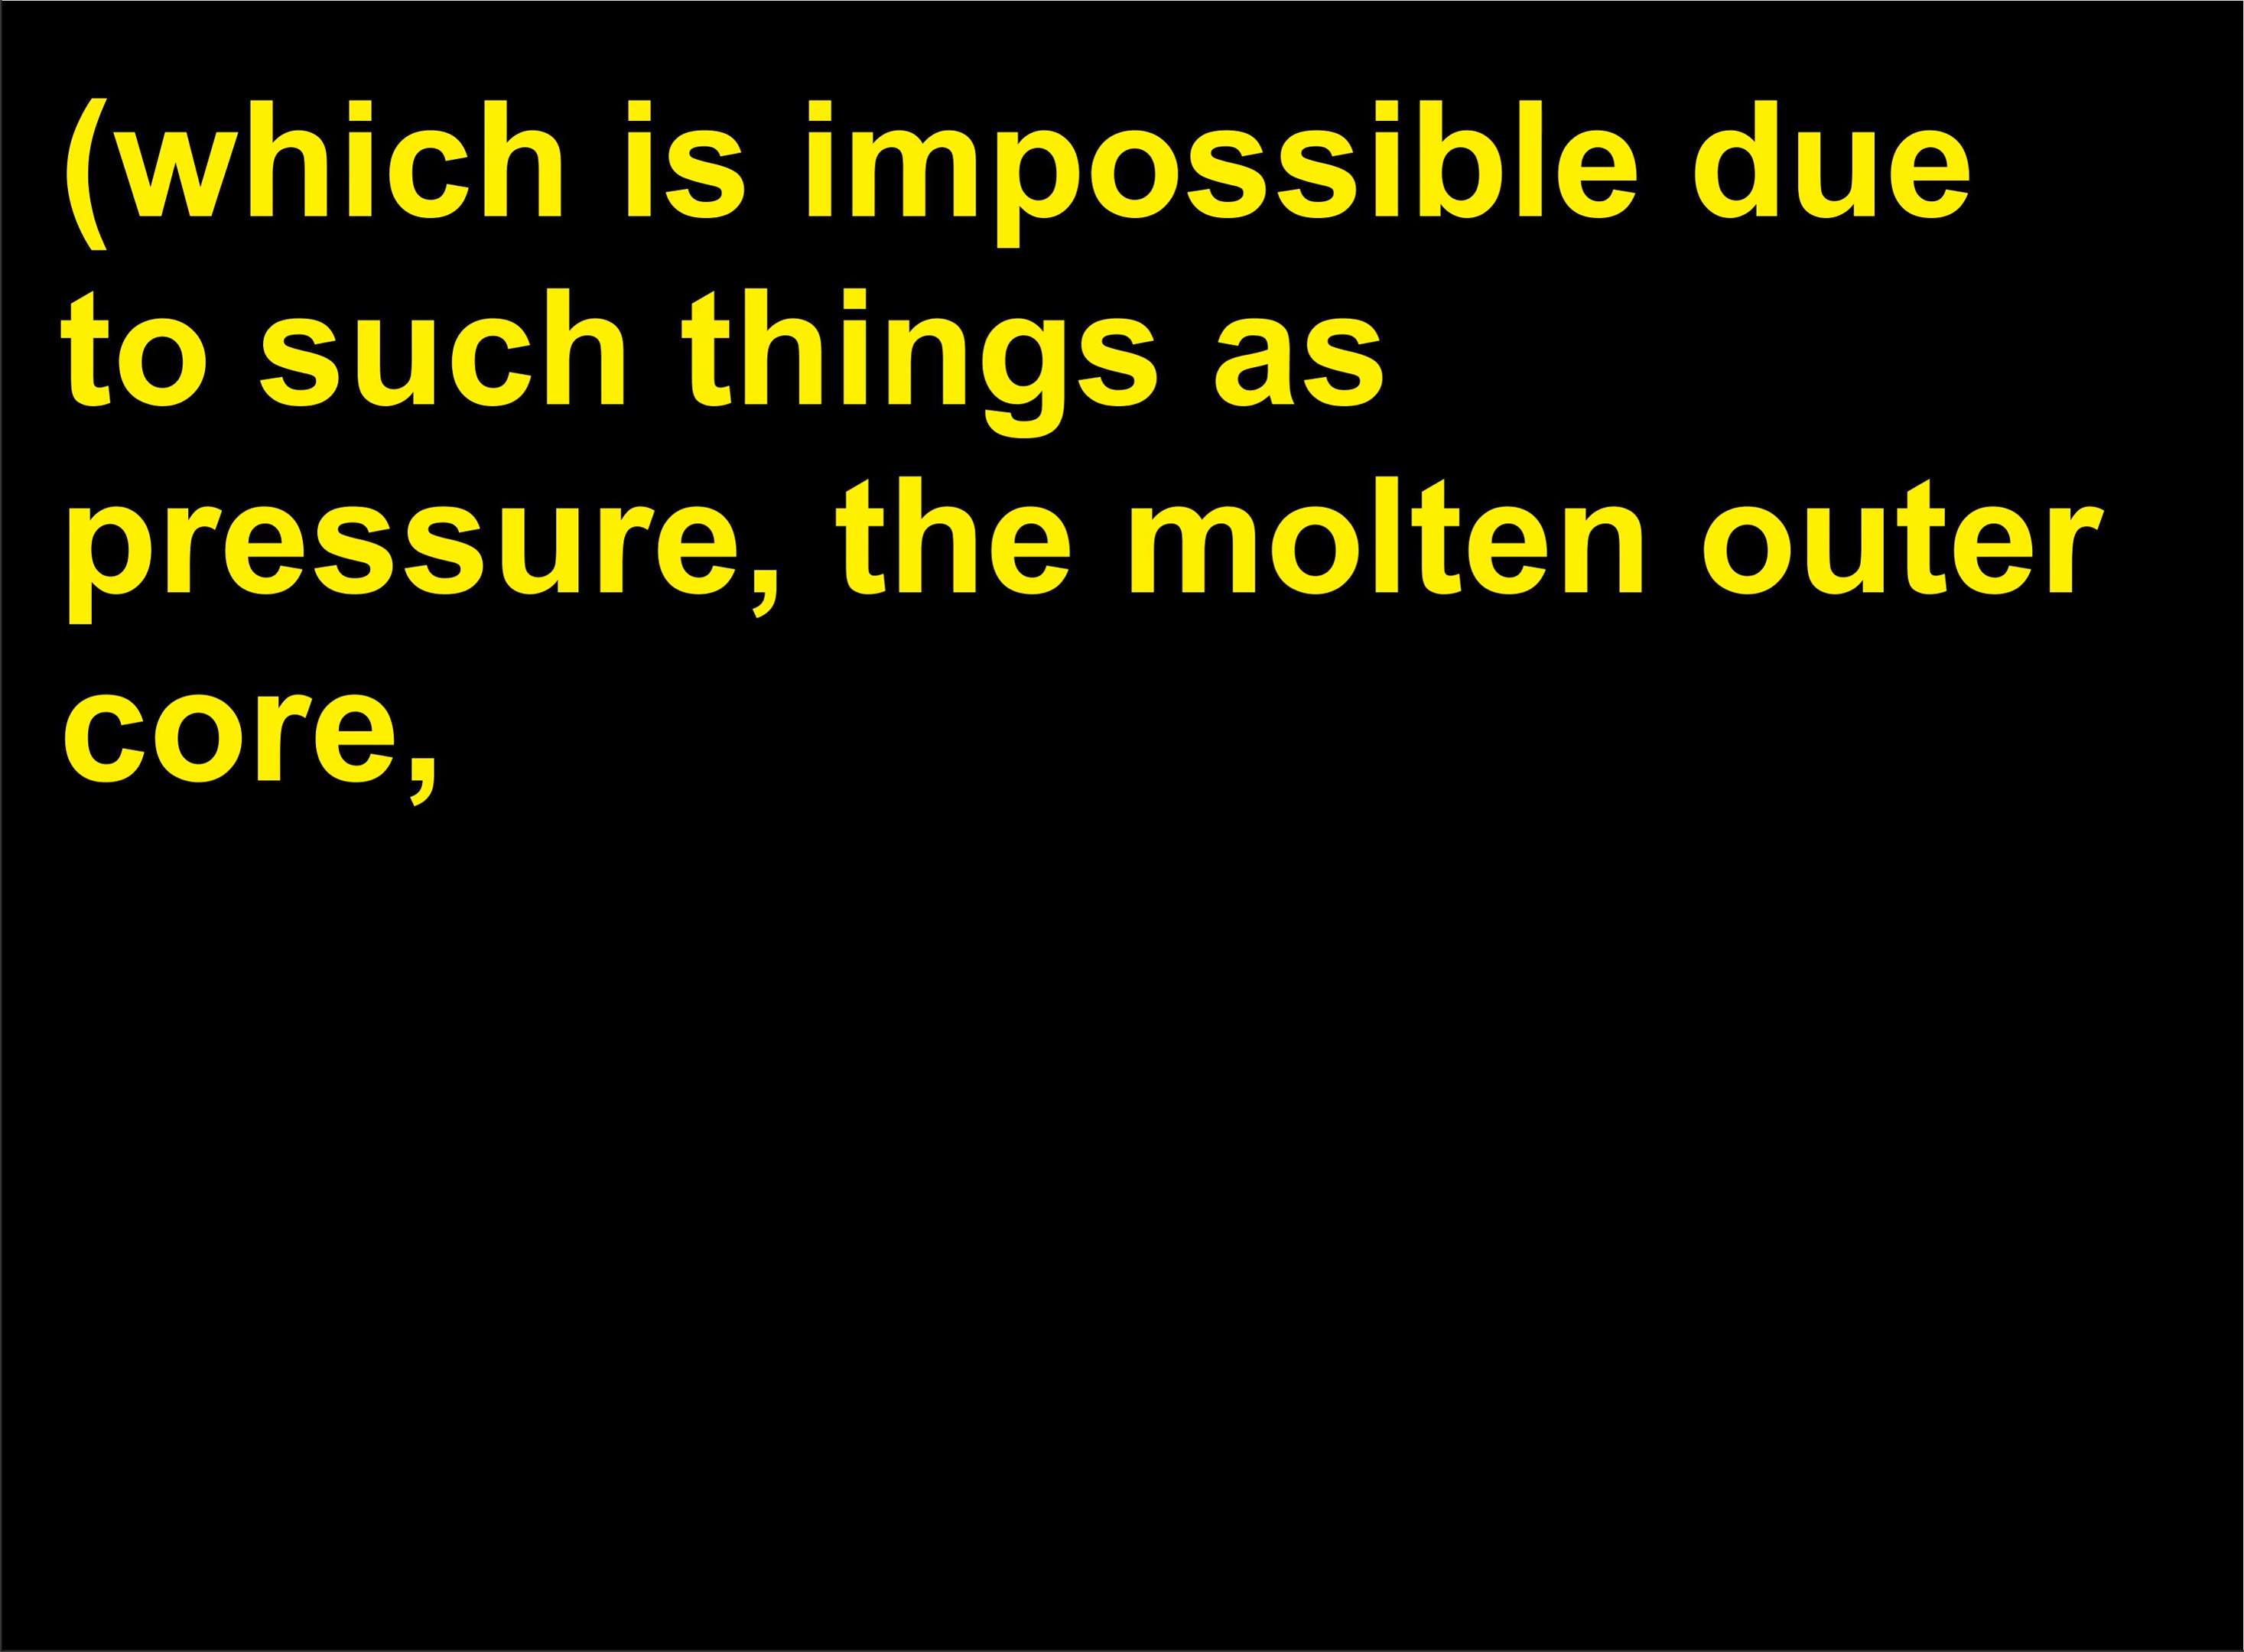 (which is impossible due
to such things as
pressure, the molten outer
core,